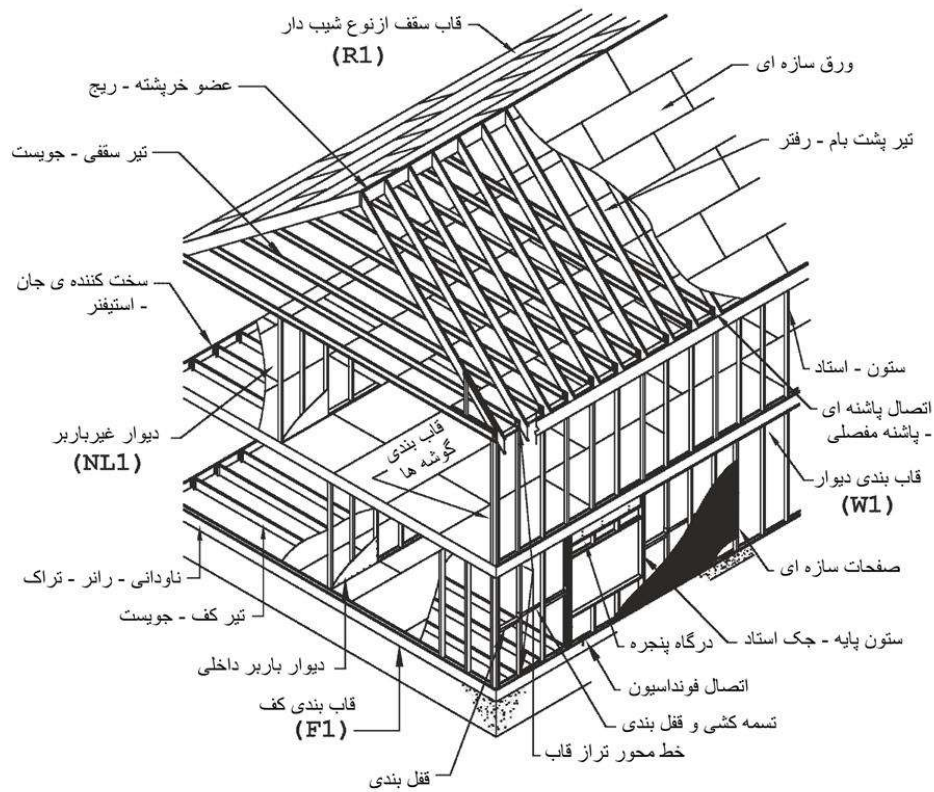 قاب سقف ازنوع شیب دار
(R1)
عضو خرپشته - ریج
تیر سقفی - جویست
سخت کننده ی جان
- استیفنر
دیوار غیرباربر
(NL1)
ناودانی - رانر - تراک
تیر کف - جویست
دیوار باربر داخلی
قاب بندی کف
(F1)
قفل بندی
قاب بندی
گوشه ها
ورق سازه ای
تیر پشت بام - رفتر
ستون - استاد
اتصال پاشنه ای
- پاشنه مفصلی
قاب بندی دیوار
(W1)
صفحات سازه ای
ستون پایه - جک استاد
درگاه پنجره
اتصال فونداسیون
تسمه کشی و قفل بندی
خط محور تراز قاب